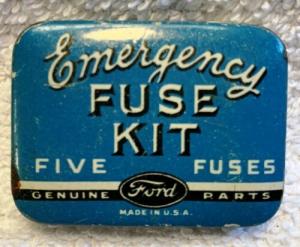 Emergency
FUSE
KIT
FIVE FUSES
GENUINE Ford PARTS
MADE IN U.S.A.